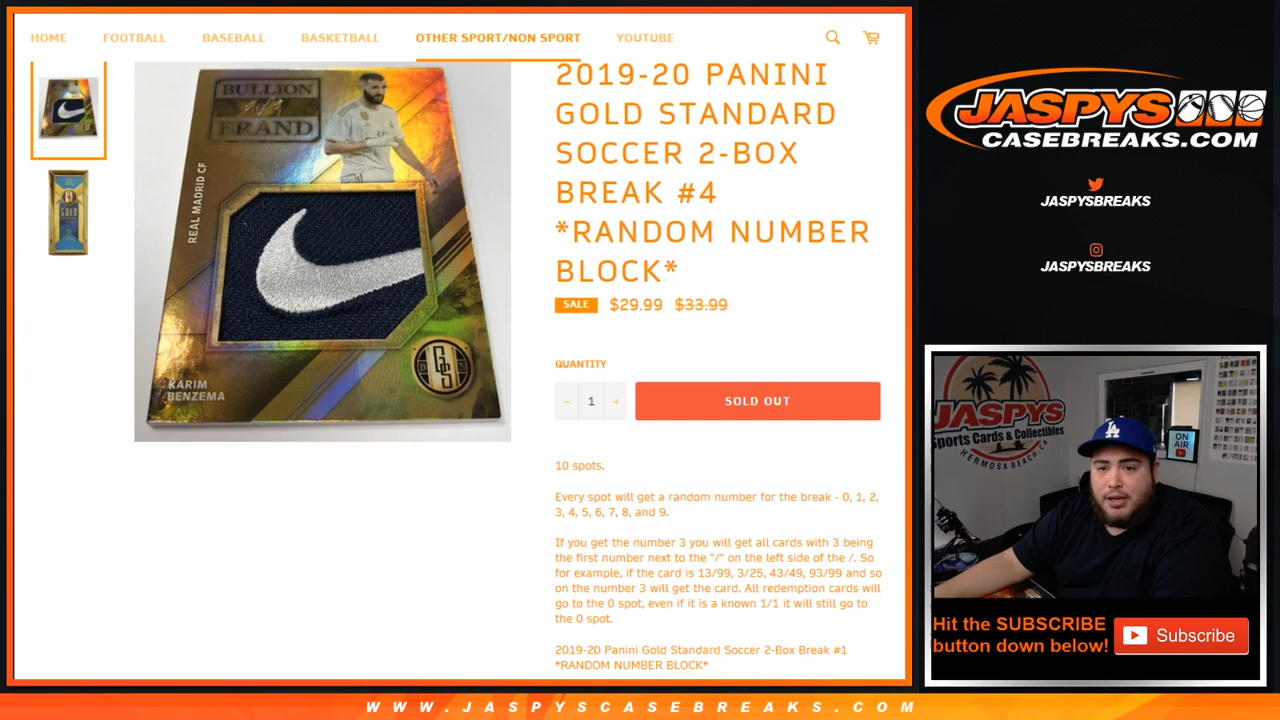 HOME FOOTBALL BASEBALL BASKETBALL OTHER SPORT/NON SPORT YOUTUBE
BULLION
BRAND
REAL MADRID CF
KARIM
BENZEMA
GS
GOLD
2019-20 PANINI
GOLD STANDARD
SOCCER 2-BOX
BREAK #4
*RANDOM NUMBER
BLOCK*
SALE $29.99 $33.99
QUANTITY
− 1 + SOLD OUT
10 spots.
Every spot will get a random number for the break - 0, 1, 2,
3, 4, 5, 6, 7, 8, and 9.
If you get the number 3 you will get all cards with 3 being
the first number next to the "/" on the left side of the /. So
for example, if the card is 13/99, 3/25, 43/49, 93/99 and so
on the number 3 will get the card. All redemption cards will
go to the 0 spot, even if it is a known 1/1 it will still go to
the 0 spot.
2019-20 Panini Gold Standard Soccer 2-Box Break #1
*RANDOM NUMBER BLOCK*
JASPYS
CASEBREAKS.COM
JASPYSBREAKS
JASPYSBREAKS
JASPYS
Sports Cards & Collectibles
HERMOSA BEACH, CA
LA
ON
AIR
Hit the SUBSCRIBE
button down below!
Subscribe
WWW.JASPYSCASEBREAKS.COM